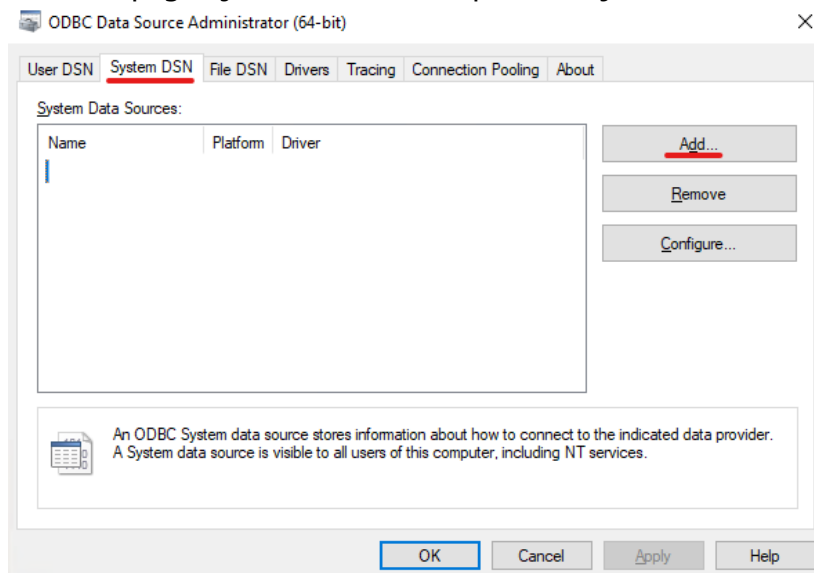 ODBC Data Source Administrator (64-bit)
User DSN System DSN File DSN Drivers Tracing Connection Pooling About
System Data Sources:
Name Platform Driver
Add...
Remove
Configure...
An ODBC System data source stores information about how to connect to the indicated data provider.
A System data source is visible to all users of this computer, including NT services.
OK Cancel Apply Help